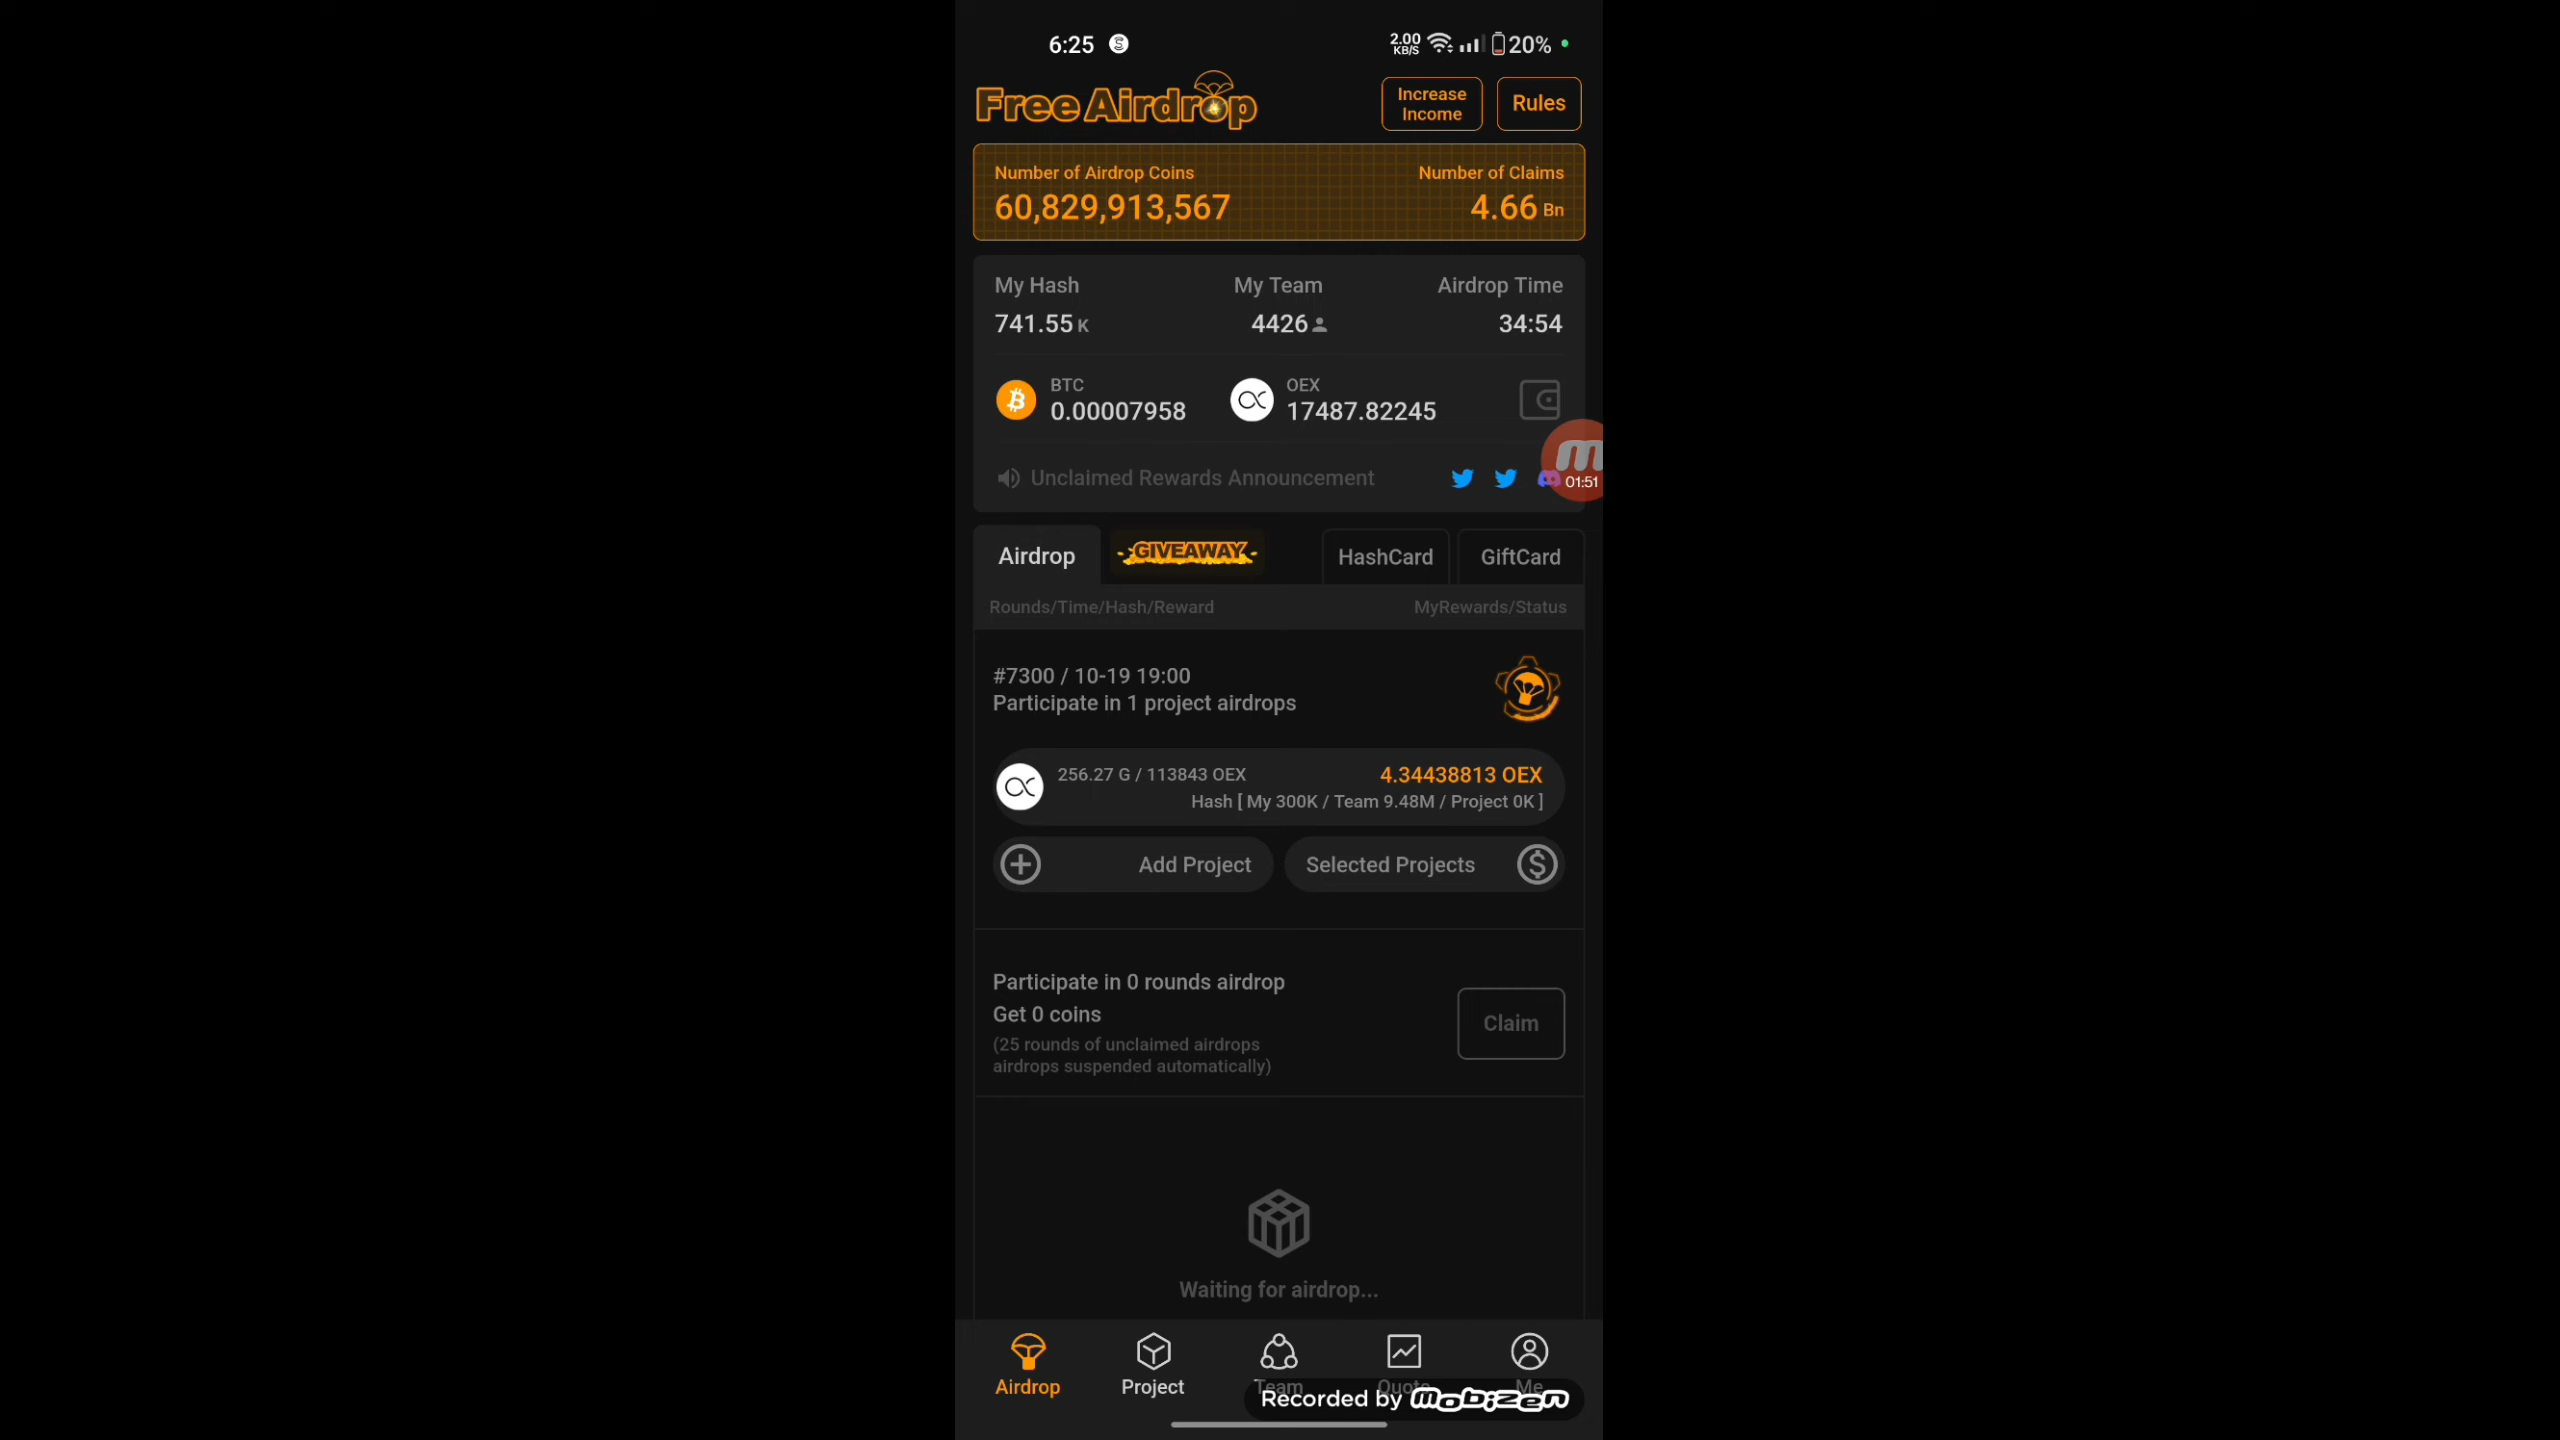 6:25
2.00 KB/S 20%
Free Airdrop
Increase Income
Rules
Number of Airdrop Coins
Number of Claims
60,829,913,567
4.66 Bn
My Hash
My Team
Airdrop Time
741.55 K
4426
34:54
BTC
0.00007958
OEX
17487.82245
Unclaimed Rewards Announcement
01:51
Airdrop
GIVEAWAY
HashCard
GiftCard
Rounds/Time/Hash/Reward
MyRewards/Status
#7300 / 10-19 19:00
Participate in 1 project airdrops
256.27 G / 113843 OEX
4.34438813 OEX
Hash [ My 300K / Team 9.48M / Project 0K ]
Add Project
Selected Projects
Participate in 0 rounds airdrop
Get 0 coins
(25 rounds of unclaimed airdrops
airdrops suspended automatically)
Claim
Waiting for airdrop...
Airdrop
Project
Team
Quote
Me
Recorded by mobizen